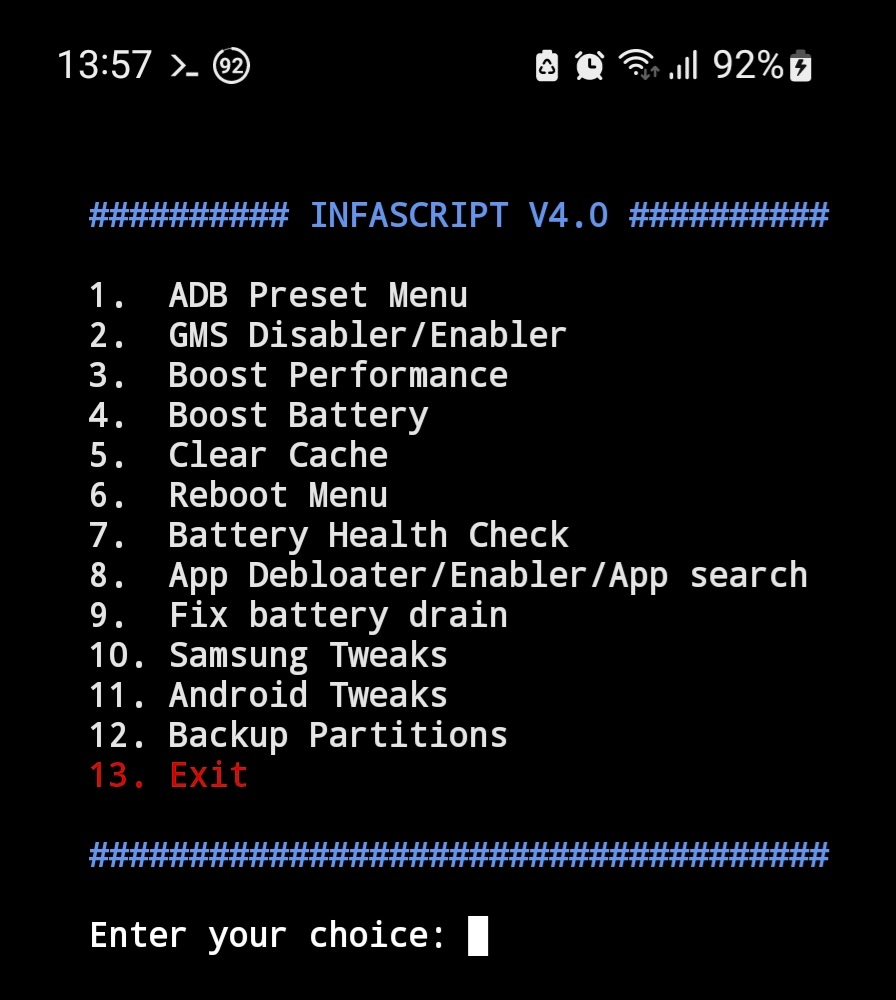 13:57 >_ 92 92%
########## INFASCRIPT V4.0 ##########
1.  ADB Preset Menu
2.  GMS Disabler/Enabler
3.  Boost Performance
4.  Boost Battery
5.  Clear Cache
6.  Reboot Menu
7.  Battery Health Check
8.  App Debloater/Enabler/App search
9.  Fix battery drain
10. Samsung Tweaks
11. Android Tweaks
12. Backup Partitions
13. Exit
#####################################
Enter your choice: